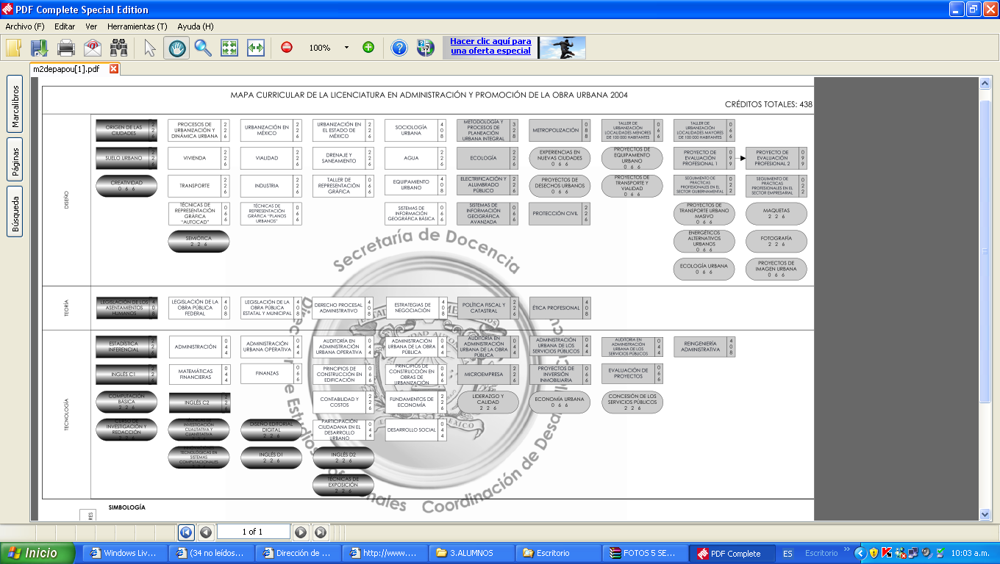 PDF Complete Special Edition
Archivo (F) Editar Ver Herramientas (T) Ayuda (H)
100%
Hacer clic aquí para
una oferta especial
m2depapou[1].pdf
Marcalibros
Páginas
Búsqueda
MAPA CURRICULAR DE LA LICENCIATURA EN ADMINISTRACIÓN Y PROMOCIÓN DE LA OBRA URBANA 2004
CRÉDITOS TOTALES: 438
DISEÑO
ORIGEN DE LAS CIUDADES
PROCESOS DE URBANIZACIÓN Y DINÁMICA URBANA 2 2 6
URBANIZACIÓN EN MÉXICO 2 2 6
URBANIZACIÓN EN EL ESTADO DE MÉXICO 2 2 6
SOCIOLOGÍA URBANA 4 0 8
METODOLOGÍA Y PROCESOS DE PLANEACIÓN URBANA INTEGRAL 3 2 8
METROPOLIZACIÓN 0 8 8
TALLER DE URBANIZACIÓN LOCALIDADES MENORES DE 100 000 HABITANTES 0 6 6
TALLER DE URBANIZACIÓN LOCALIDADES MAYORES DE 100 000 HABITANTES 0 6 6
SUELO URBANO
VIVIENDA 2 2 6
VIALIDAD 2 2 6
DRENAJE Y SANEAMIENTO 2 2 6
AGUA 2 2 6
ECOLOGÍA 2 2 6
EXPERIENCIAS EN NUEVAS CIUDADES 0 6 6
PROYECTOS DE EQUIPAMIENTO URBANO 0 6 6
PROYECTO DE EVALUACIÓN PROFESIONAL 1 0 9 9
PROYECTO DE EVALUACIÓN PROFESIONAL 2 0 9 9
CREATIVIDAD 0 6 6
TRANSPORTE 2 2 6
INDUSTRIA 2 2 6
TALLER DE REPRESENTACIÓN GRÁFICA 0 6 6
EQUIPAMIENTO URBANO 4 0 8
ELECTRIFICACIÓN Y ALUMBRADO PÚBLICO 2 2 6
PROYECTOS DE DESECHOS URBANOS 0 6 6
PROYECTOS DE TRANSPORTE Y VIALIDAD 0 6 6
SEGUIMIENTO DE PRÁCTICAS PROFESIONALES EN EL SECTOR GUBERNAMENTAL 0 2 2
SEGUIMIENTO DE PRÁCTICAS PROFESIONALES EN EL SECTOR EMPRESARIAL 0 2 2
TÉCNICAS DE REPRESENTACIÓN GRÁFICA "AUTOCAD" 0 6 6
TÉCNICAS DE REPRESENTACIÓN GRÁFICA "PLANOS URBANOS" 0 6 6
SISTEMAS DE INFORMACIÓN GEOGRÁFICA BÁSICA 0 6 6
SISTEMAS DE INFORMACIÓN GEOGRÁFICA AVANZADA 0 6 6
PROTECCIÓN CIVIL 2 2 6
PROYECTOS DE TRANSPORTE URBANO MASIVO 0 6 6
MAQUETAS 2 2 6
SEMIÓTICA 2 2 6
ENERGÉTICOS ALTERNATIVOS URBANOS 0 6 6
FOTOGRAFÍA 2 2 6
ECOLOGÍA URBANA 0 6 6
PROYECTOS DE IMAGEN URBANA 0 6 6
Secretaría de Docencia
TEORÍA
LEGISLACIÓN DE LOS ASENTAMIENTOS HUMANOS 4 0 8
LEGISLACIÓN DE LA OBRA PÚBLICA FEDERAL 4 0 8
LEGISLACIÓN DE LA OBRA PÚBLICA ESTATAL Y MUNICIPAL 4 0 8
DERECHO PROCESAL ADMINISTRATIVO 4 0 8
ESTRATEGIAS DE NEGOCIACIÓN 4 0 8
POLÍTICA FISCAL Y CATASTRAL 2 2 6
ÉTICA PROFESIONAL 4 0 8
TECNOLOGÍA
ESTADÍSTICA INFERENCIAL
ADMINISTRACIÓN 0 4 4
ADMINISTRACIÓN URBANA OPERATIVA 0 4 4
AUDITORÍA EN ADMINISTRACIÓN URBANA OPERATIVA 0 4 4
ADMINISTRACIÓN URBANA DE LA OBRA PÚBLICA 0 4 4
AUDITORÍA EN ADMINISTRACIÓN URBANA DE LA OBRA PÚBLICA 0 4 4
ADMINISTRACIÓN URBANA DE LOS SERVICIOS PÚBLICOS 0 4 4
AUDITORÍA EN ADMINISTRACIÓN URBANA DE LOS SERVICIOS PÚBLICOS 0 4 4
REINGENIERÍA ADMINISTRATIVA 4 0 8
INGLÉS C1
MATEMÁTICAS FINANCIERAS 0 4 4
FINANZAS 0 6 6
PRINCIPIOS DE CONSTRUCCIÓN EN EDIFICACIÓN 0 6 6
PRINCIPIOS DE CONSTRUCCIÓN EN OBRAS DE URBANIZACIÓN 0 6 6
MICROEMPRESA 2 2 6
PROYECTOS DE INVERSIÓN INMOBILIARIA 0 6 6
EVALUACIÓN DE PROYECTOS 0 6 6
COMPUTACIÓN BÁSICA 2 2 6
INGLÉS C2
CONTABILIDAD Y COSTOS 2 2 6
FUNDAMENTOS DE ECONOMÍA 2 2 6
LIDERAZGO Y CALIDAD 2 2 6
ECONOMÍA URBANA 0 6 6
CONCESIÓN DE LOS SERVICIOS PÚBLICOS 2 2 6
CURSO DE INVESTIGACIÓN Y REDACCIÓN 2 2 6
TÉCNICAS DE INVESTIGACIÓN CUALITATIVA Y CUANTITATIVA 2 2 6
DISEÑO EDITORIAL DIGITAL 2 2 6
PARTICIPACIÓN CIUDADANA EN EL DESARROLLO URBANO 0 4 4
DESARROLLO SOCIAL 0 4 4
TECNOLÓGICAS EN SISTEMAS COMPUTACIONALES 2 2 6
INGLÉS D1 2 2 6
INGLÉS D2 2 2 6
TÉCNICAS DE EXPOSICIÓN 2 2 6
Coordinación de Desarrollo
SIMBOLOGÍA
RES
1 of 1
Inicio Windows Liv... (34 no leídos... Dirección de ... http://www.... 3.ALUMNOS Escritorio FOTOS 5 SE... PDF Complete ES Escritorio 10:03 a.m.